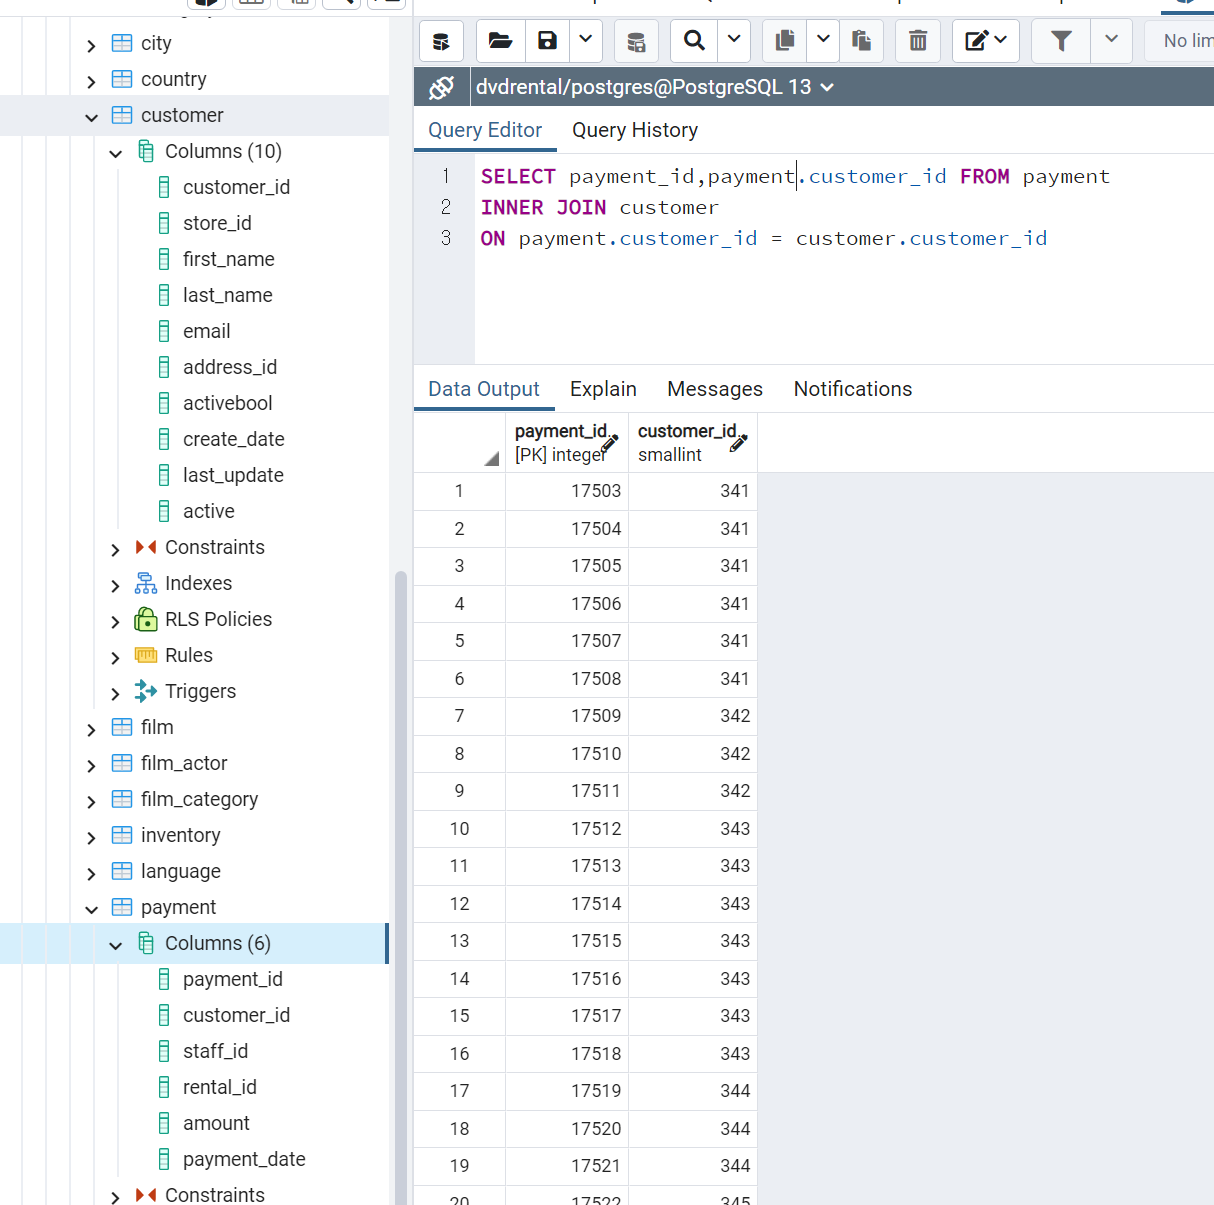 city
country
customer
Columns (10)
customer_id
store_id
first_name
last_name
email
address_id
activebool
create_date
last_update
active
Constraints
Indexes
RLS Policies
Rules
Triggers
film
film_actor
film_category
inventory
language
payment
Columns (6)
payment_id
customer_id
staff_id
rental_id
amount
payment_date
Constraints
No lim
dvdrental/postgres@PostgreSQL 13
Query Editor Query History
1 SELECT payment_id,payment.customer_id FROM payment
2 INNER JOIN customer
3 ON payment.customer_id = customer.customer_id
Data Output Explain Messages Notifications
payment_id customer_id
[PK] integer smallint
1 17503 341
2 17504 341
3 17505 341
4 17506 341
5 17507 341
6 17508 341
7 17509 342
8 17510 342
9 17511 342
10 17512 343
11 17513 343
12 17514 343
13 17515 343
14 17516 343
15 17517 343
16 17518 343
17 17519 344
18 17520 344
19 17521 344
20 17522 345